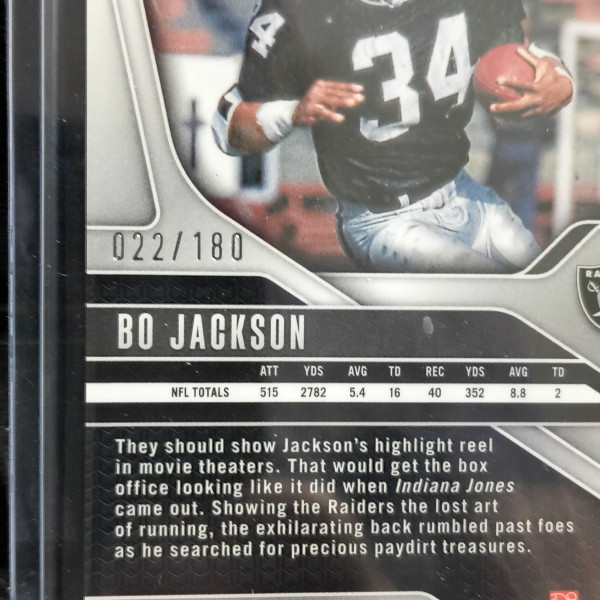 34
34
022/180
RA
BO JACKSON
ATT YDS AVG TD REC YDS AVG TD
NFL TOTALS 515 2782 5.4 16 40 352 8.8 2
They should show Jackson's highlight reel
in movie theaters. That would get the box
office looking like it did when Indiana Jones
came out. Showing the Raiders the lost art
of running, the exhilarating back rumbled past foes
as he searched for precious paydirt treasures.